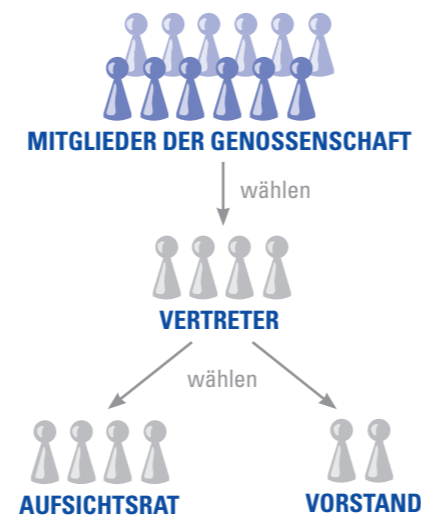 MITGLIEDER DER GENOSSENSCHAFT
wählen
VERTRETER
wählen
AUFSICHTSRAT
VORSTAND